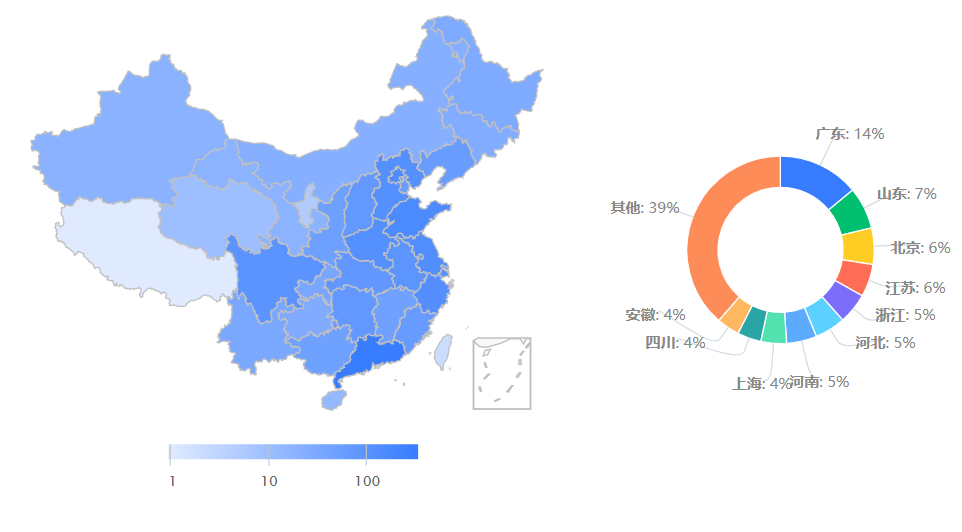 1
10
100
广东: 14%
山东: 7%
北京: 6%
江苏: 6%
浙江: 5%
河北: 5%
河南: 5%
上海: 4%
四川: 4%
安徽: 4%
其他: 39%